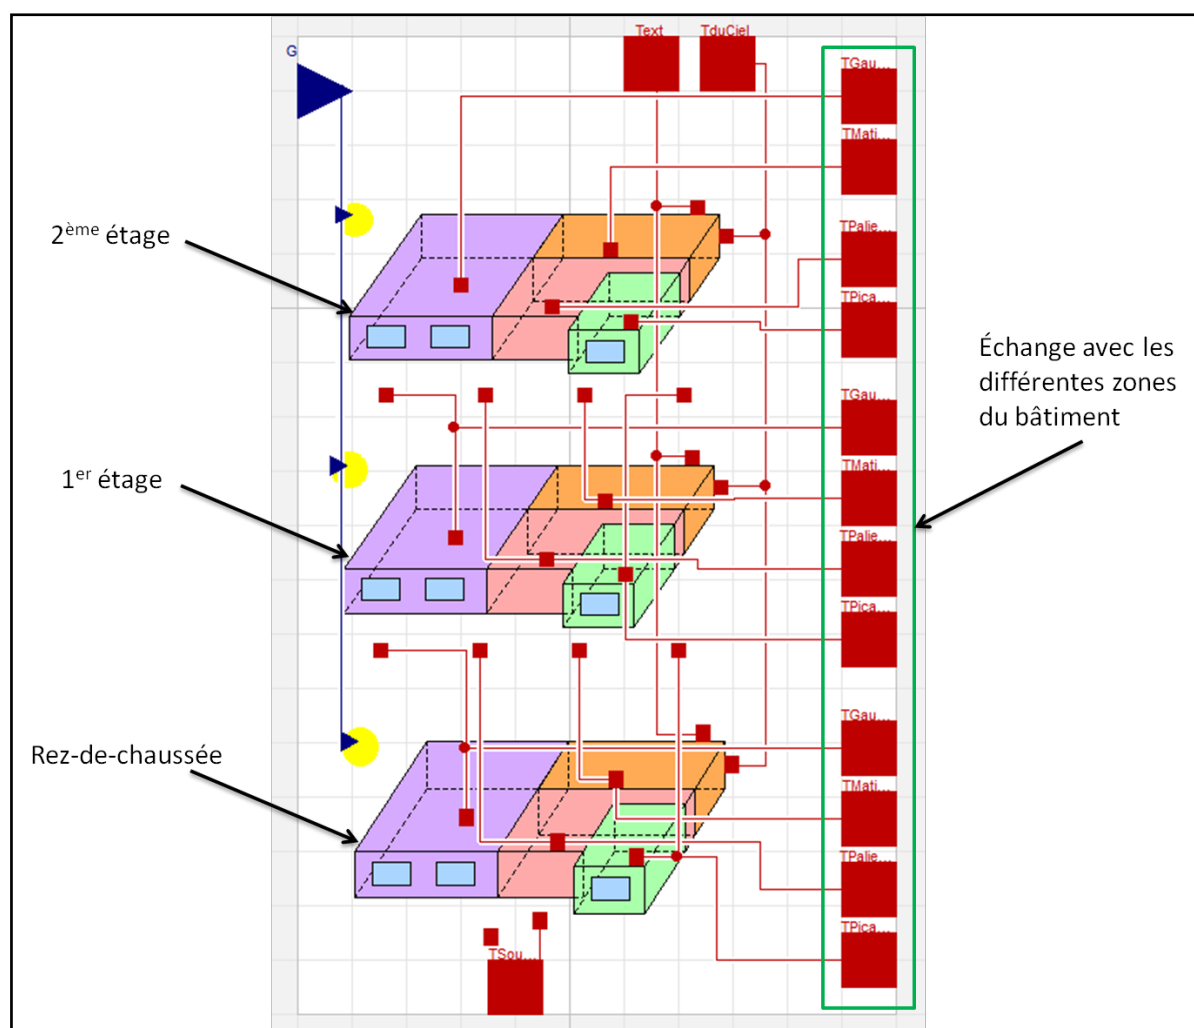 Text
TduCiel
G
TGau...
TMati...
2ème étage
TPalie...
TPica...
Échange avec les
différentes zones
du bâtiment
TGau...
1er étage
TMati...
TPalie...
TPica...
Rez-de-chaussée
TGau...
TMati...
TPalie...
TPica...
TSou...